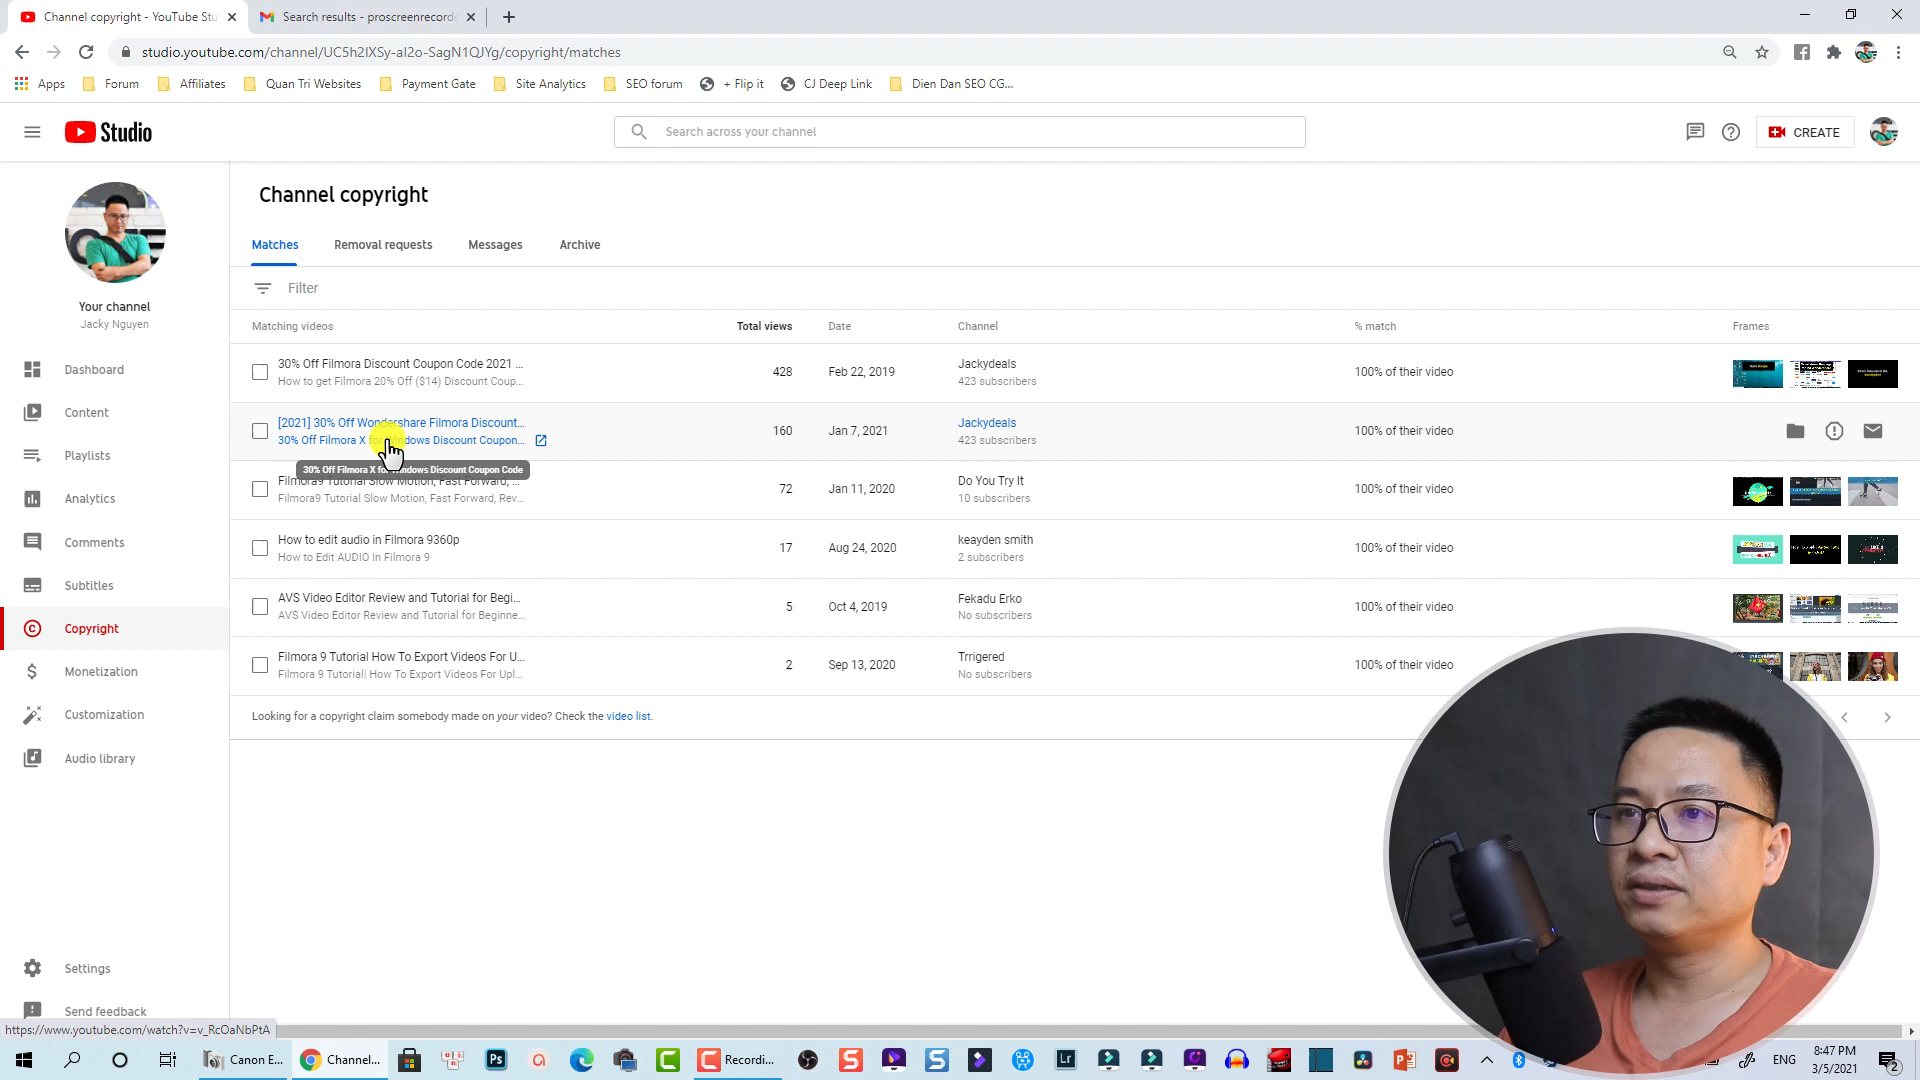 Channel copyright - YouTube Stu
Search results - proscreenrecorde
studio.youtube.com/channel/UC5h2IXSy-aI2o-SagN1QJYg/copyright/matches
Apps
Forum
Affiliates
Quan Tri Websites
Payment Gate
Site Analytics
SEO forum
+ Flip it
CJ Deep Link
Dien Dan SEO CG...
Studio
Search across your channel
CREATE
Channel copyright
Matches
Removal requests
Messages
Archive
Filter
Your channel
Jacky Nguyen
Dashboard
Content
Playlists
Analytics
Comments
Subtitles
Copyright
Monetization
Customization
Audio library
Settings
Send feedback
Matching videos
Total views
Date
Channel
% match
Frames
30% Off Filmora Discount Coupon Code 2021 ...
How to get Filmora 20% Off ($14) Discount Coup...
428
Feb 22, 2019
Jackydeals
423 subscribers
100% of their video
[2021] 30% Off Wondershare Filmora Discount...
30% Off Filmora X for Windows Discount Coupon...
160
Jan 7, 2021
Jackydeals
423 subscribers
100% of their video
30% Off Filmora X for Windows Discount Coupon Code
Filmora9 Tutorial Slow Motion, Fast Forward, ...
Filmora9 Tutorial Slow Motion, Fast Forward, Rev...
72
Jan 11, 2020
Do You Try It
10 subscribers
100% of their video
How to edit audio in Filmora 9360p
How to Edit AUDIO In Filmora 9
17
Aug 24, 2020
keayden smith
2 subscribers
100% of their video
AVS Video Editor Review and Tutorial for Begi...
AVS Video Editor Review and Tutorial for Beginne...
5
Oct 4, 2019
Fekadu Erko
No subscribers
100% of their video
Filmora 9 Tutorial How To Export Videos For U...
Filmora 9 Tutorial| How To Export Videos For Upl...
2
Sep 13, 2020
Trrigered
No subscribers
100% of their video
Looking for a copyright claim somebody made on your video? Check the video list.
https://www.youtube.com/watch?v=v_RcOaNbPtA
Canon E...
Channel...
Ps
Recordi...
S
S
Lr
ENG
8:47 PM
3/5/2021
2